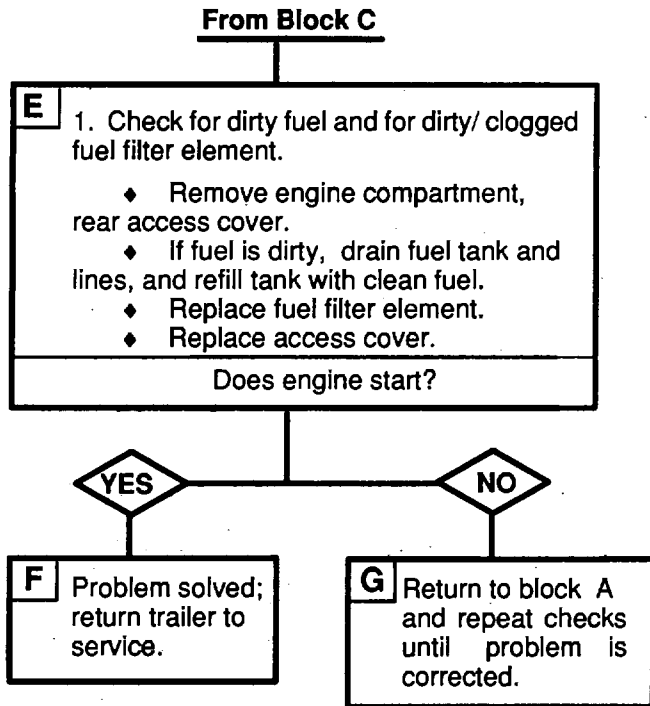 From Block C
E
1. Check for dirty fuel and for dirty/ clogged
fuel filter element.
♦ Remove engine compartment,
rear access cover.
♦ If fuel is dirty, drain fuel tank and
lines, and refill tank with clean fuel.
♦ Replace fuel filter element.
♦ Replace access cover.
Does engine start?
YES
NO
F
Problem solved;
return trailer to
service.
G
Return to block A
and repeat checks
until problem is
corrected.